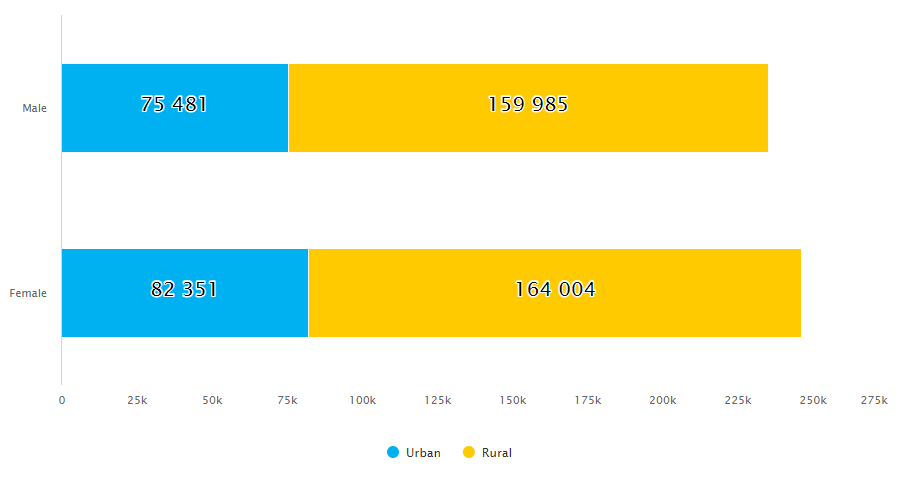 Male
75 481
159 985
Female
82 351
164 004
0 25k 50k 75k 100k 125k 150k 175k 200k 225k 250k 275k
Urban Rural